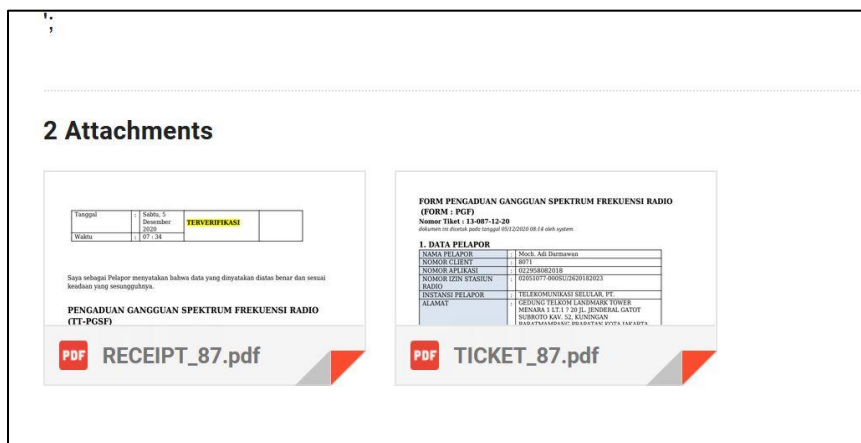 ';
2 Attachments
Tanggal : Sabtu, 5 Desember 2020 TERVERIFIKASI
Waktu : 07 : 34
Saya sebagai Pelapor menyatakan bahwa data yang dinyatakan diatas benar dan sesuai
keadaan yang sesungguhnya.
PENGADUAN GANGGUAN SPEKTRUM FREKUENSI RADIO
(TT-PGSF)
PDF RECEIPT_87.pdf
FORM PENGADUAN GANGGUAN SPEKTRUM FREKUENSI RADIO
(FORM : PGF)
Nomor Tiket : 13-087-12-20
dokumen ini dicetak pada tanggal 05/12/2020 08:14 oleh system
1. DATA PELAPOR
NAMA PELAPOR : Moch. Adi Darmawan
NOMOR CLIENT : 8071
NOMOR APLIKASI : 022958082018
NOMOR IZIN STASIUN RADIO : 02051077-000SU/2620182023
INSTANSI PELAPOR : TELEKOMUNIKASI SELULAR, PT.
ALAMAT : GEDUNG TELKOM LANDMARK TOWER
MENARA 1 LT.1 ? 20 JL. JENDERAL GATOT
SUBROTO KAV. 52, KUNINGAN
PDF TICKET_87.pdf